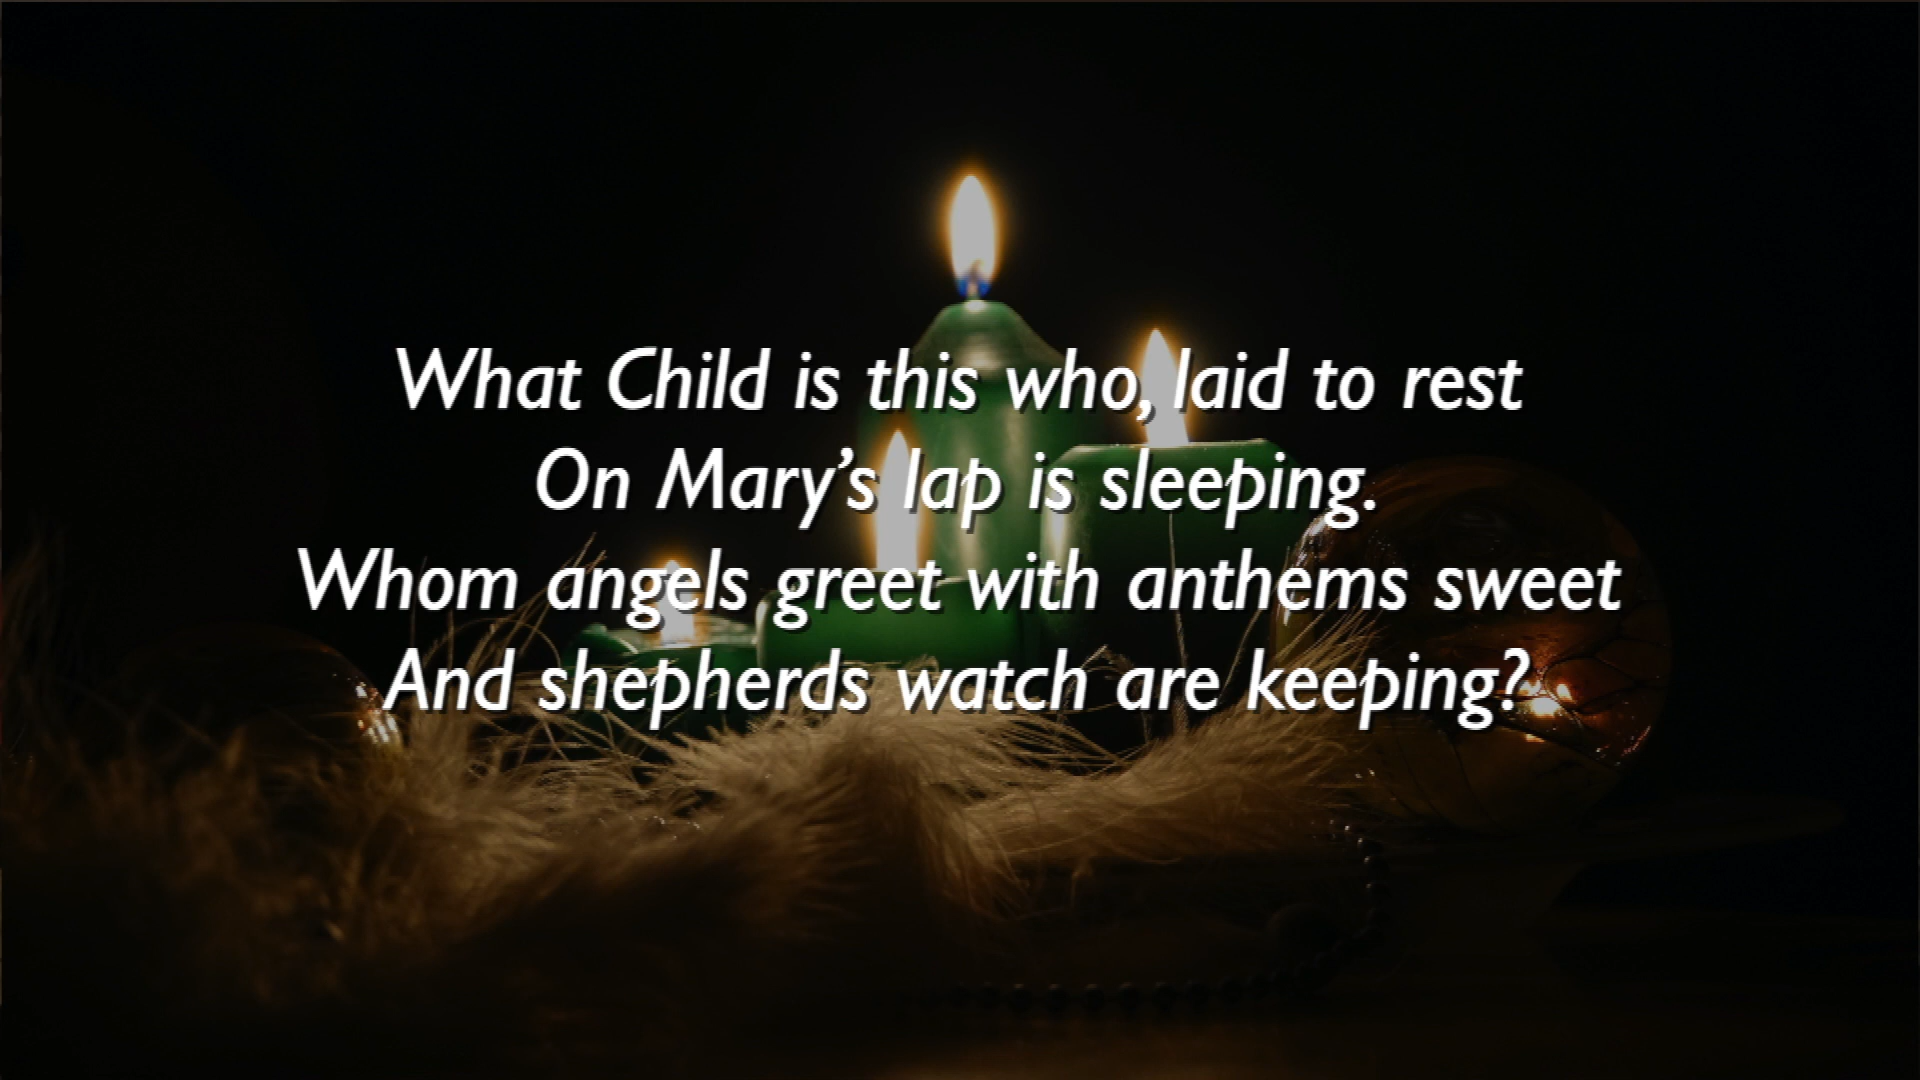 What Child is this who, laid to rest
On Mary’s lap is sleeping.
Whom angels greet with anthems sweet
And shepherds watch are keeping?